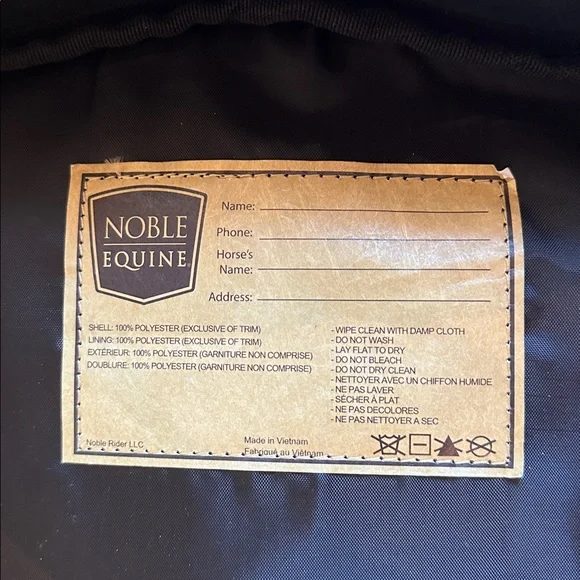 NOBLE
EQUINE
Name:
Phone:
Horse's
Name:
Address:
SHELL: 100% POLYESTER (EXCLUSIVE OF TRIM)
LINING: 100% POLYESTER (EXCLUSIVE OF TRIM)
EXTÉRIEUR: 100% POLYESTER (GARNITURE NON COMPRISE)
DOUBLURE: 100% POLYESTER (GARNITURE NON COMPRISE)
- WIPE CLEAN WITH DAMP CLOTH
- DO NOT WASH
- LAY FLAT TO DRY
- DO NOT BLEACH
- DO NOT DRY CLEAN
- NETTOYER AVEC UN CHIFFON HUMIDE
- NE PAS LAVER
- SÉCHER À PLAT
- NE PAS DECOLORES
- NE PAS NETTOYER A SEC
Noble Rider LLC
Made in Vietnam
Fabriqué au Viêtnam